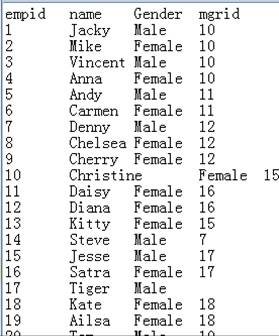 empid name Gender mgrid
1 Jacky Male 10
2 Mike Female 10
3 Vincent Male 10
4 Anna Female 10
5 Andy Male 11
6 Carmen Female 11
7 Denny Male 12
8 Chelsea Female 12
9 Cherry Female 12
10 Christine Female 15
11 Daisy Female 16
12 Diana Female 16
13 Kitty Female 15
14 Steve Male 7
15 Jesse Male 17
16 Satra Female 17
17 Tiger Male
18 Kate Female 18
19 Ailsa Female 18